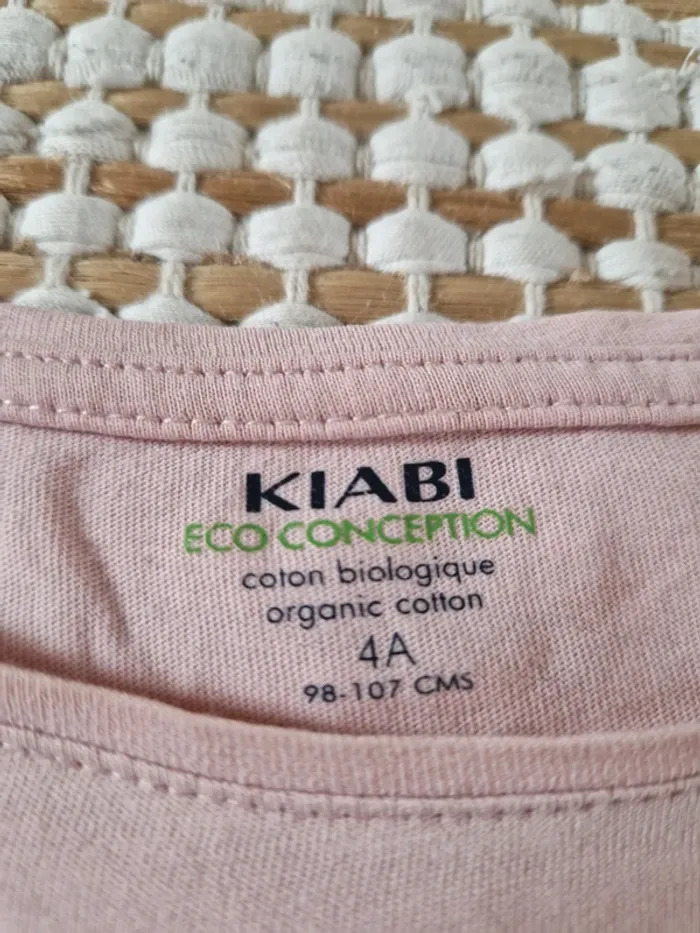 KIABI
ECO CONCEPTION
coton biologique
organic cotton
4A
98-107 CMS